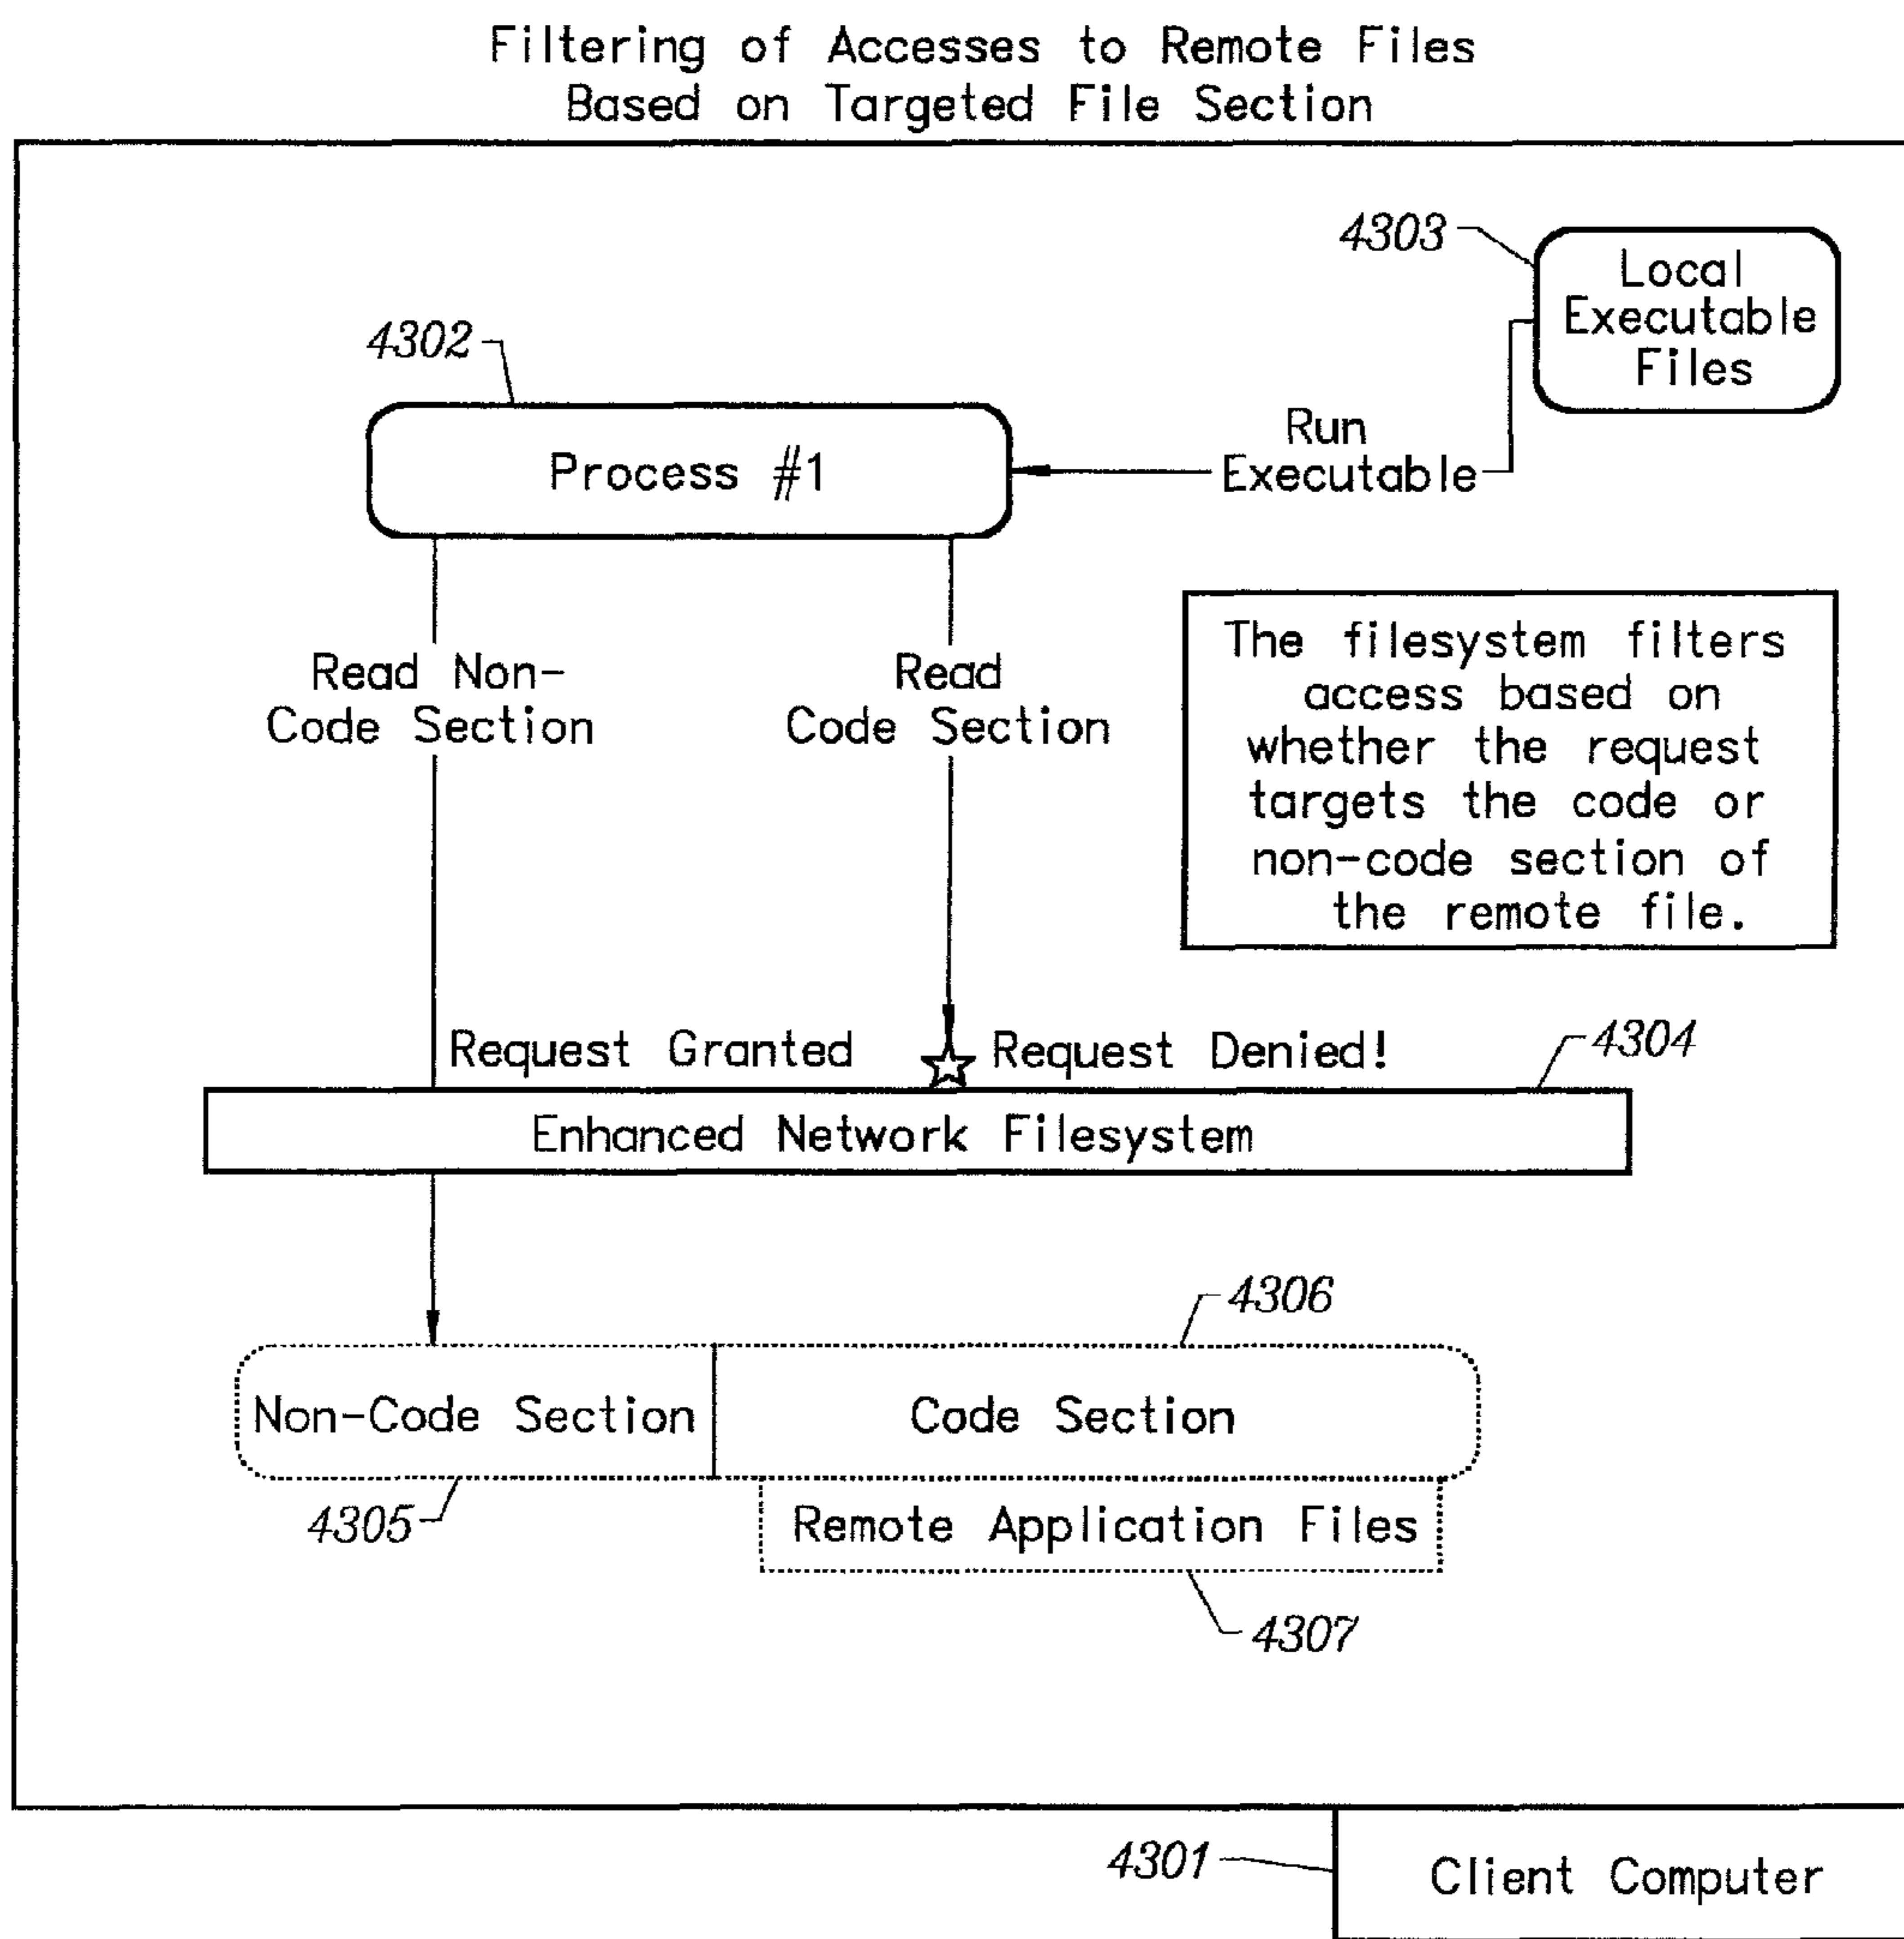 Filtering of Accesses to Remote Files
Based on Targeted File Section
4303
Local
Executable
Files
4302
Process #1
Run
Executable
Read Non-
Code Section
Read
Code Section
The filesystem filters
access based on
whether the request
targets the code or
non-code section of
the remote file.
Request Granted
Request Denied!
4304
Enhanced Network Filesystem
4306
Non-Code Section
Code Section
4305
Remote Application Files
4307
4301
Client Computer